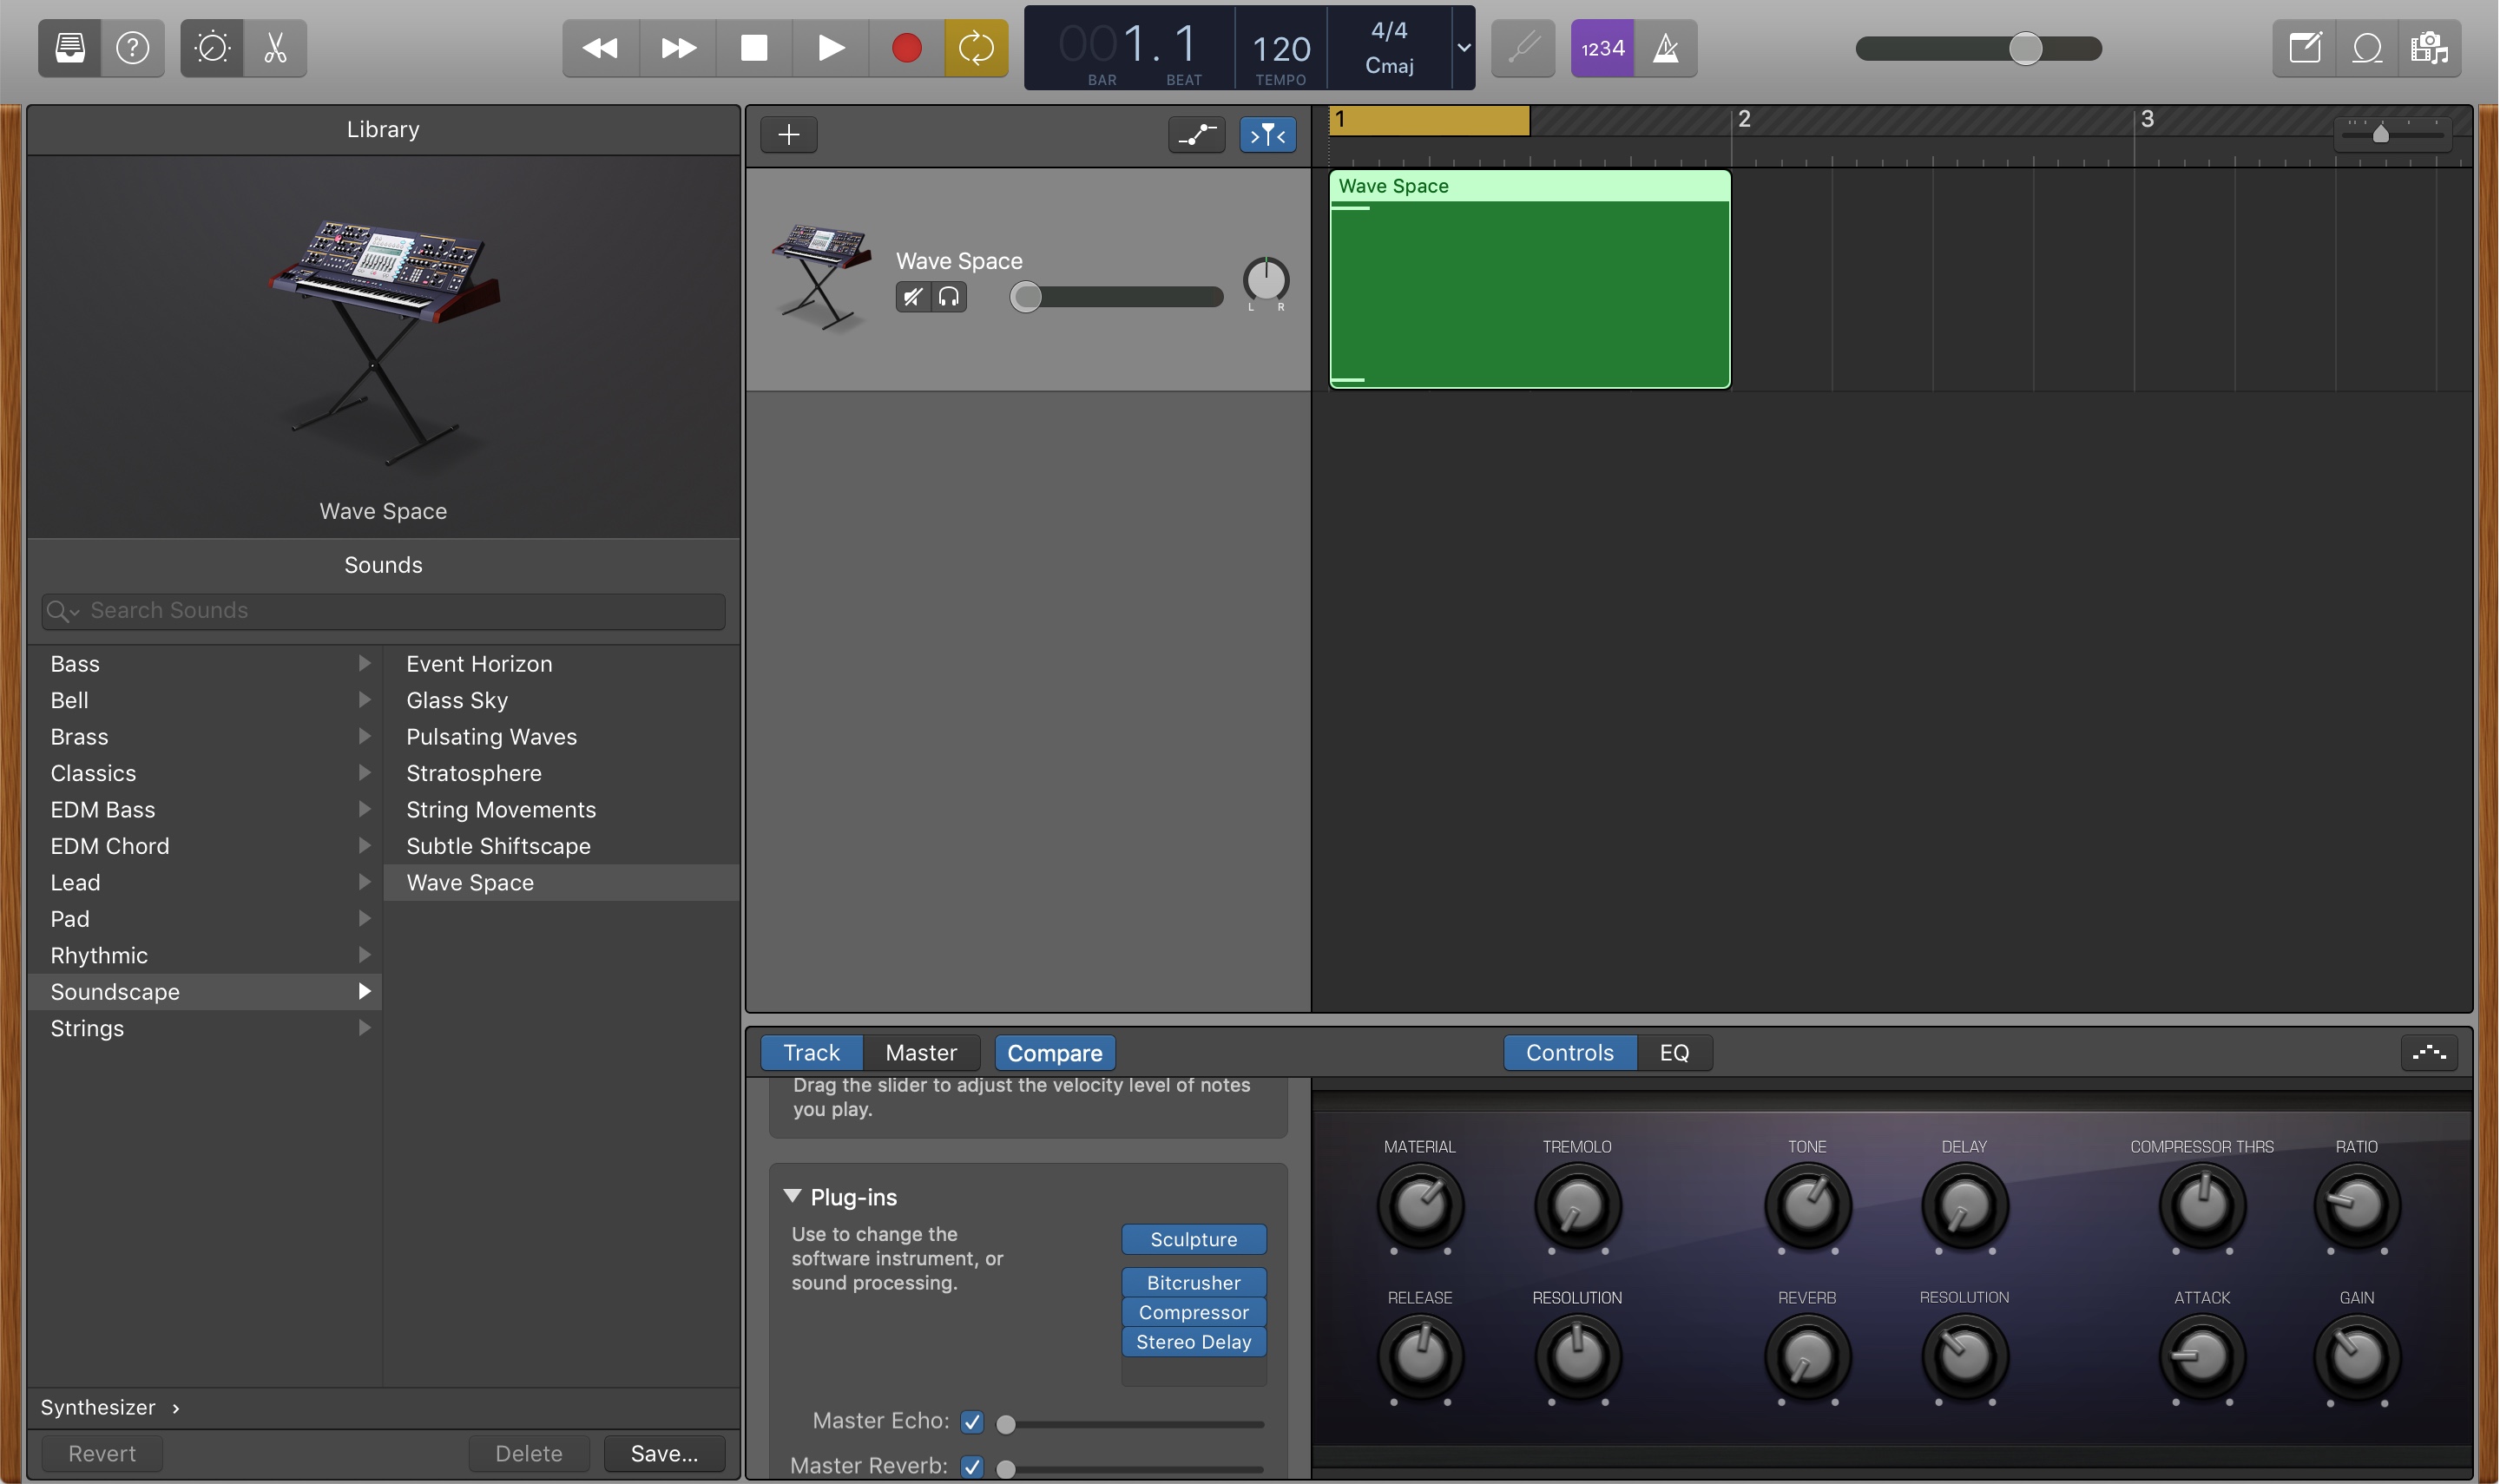 001. 1
BAR
BEAT
120
TEMPO
4/4
Cmaj
1234
Library
Wave Space
Sounds
Search Sounds
Bass
Bell
Brass
Classics
EDM Bass
EDM Chord
Lead
Pad
Rhythmic
Soundscape
Strings
Event Horizon
Glass Sky
Pulsating Waves
Stratosphere
String Movements
Subtle Shiftscape
Wave Space
Synthesizer
Revert
Delete
Save...
Wave Space
L R
1
2
3
Wave Space
Track
Master
Compare
Controls
EQ
Drag the slider to adjust the velocity level of notes
you play.
Plug-ins
Use to change the
software instrument, or
sound processing.
Sculpture
Bitcrusher
Compressor
Stereo Delay
Master Echo:
Master Reverb:
MATERIAL
TREMOLO
TONE
DELAY
COMPRESSOR THRS
RATIO
RELEASE
RESOLUTION
REVERB
RESOLUTION
ATTACK
GAIN